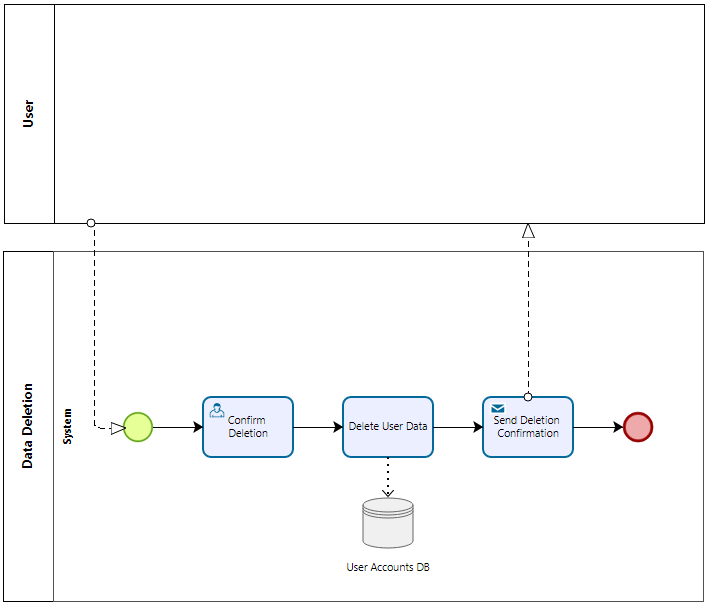 User
Data Deletion
System
Confirm
Deletion
Delete User Data
Send Deletion
Confirmation
User Accounts DB